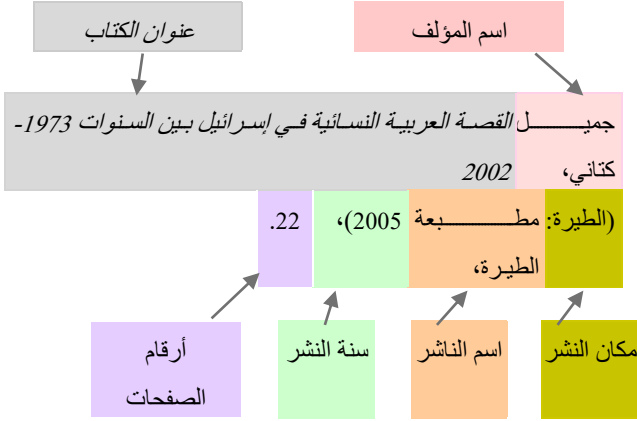 اسم المؤلف
عنوان الكتاب
جميل كتاني،
القصة العربية النسائية في إسرائيل بين السنوات 1973-
2002
(الطيرة:
مطبعة الطيرة،
2005)،
22.
مكان النشر
اسم الناشر
سنة النشر
أرقام
الصفحات